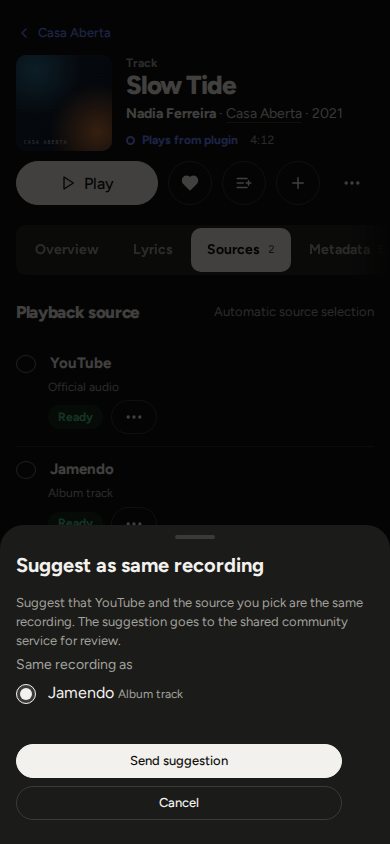 Casa Aberta
Track
Slow Tide
Nadia Ferreira · Casa Aberta · 2021
Plays from plugin 4:12
CASA ABERTA
Play
Overview Lyrics Sources 2 Metadata
Playback source Automatic source selection
YouTube
Official audio
Ready
Jamendo
Album track
Ready
Suggest as same recording
Suggest that YouTube and the source you pick are the same
recording. The suggestion goes to the shared community
service for review.
Same recording as
Jamendo Album track
Send suggestion
Cancel